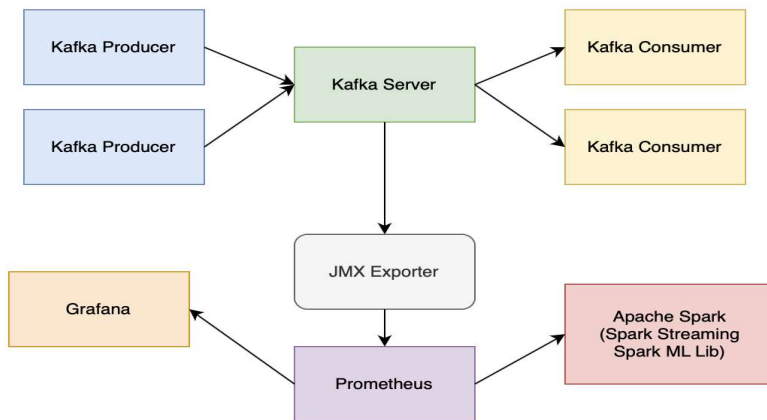 Kafka Producer
Kafka Server
Kafka Consumer
Kafka Producer
Kafka Consumer
JMX Exporter
Grafana
Apache Spark
(Spark Streaming
Spark ML Lib)
Prometheus